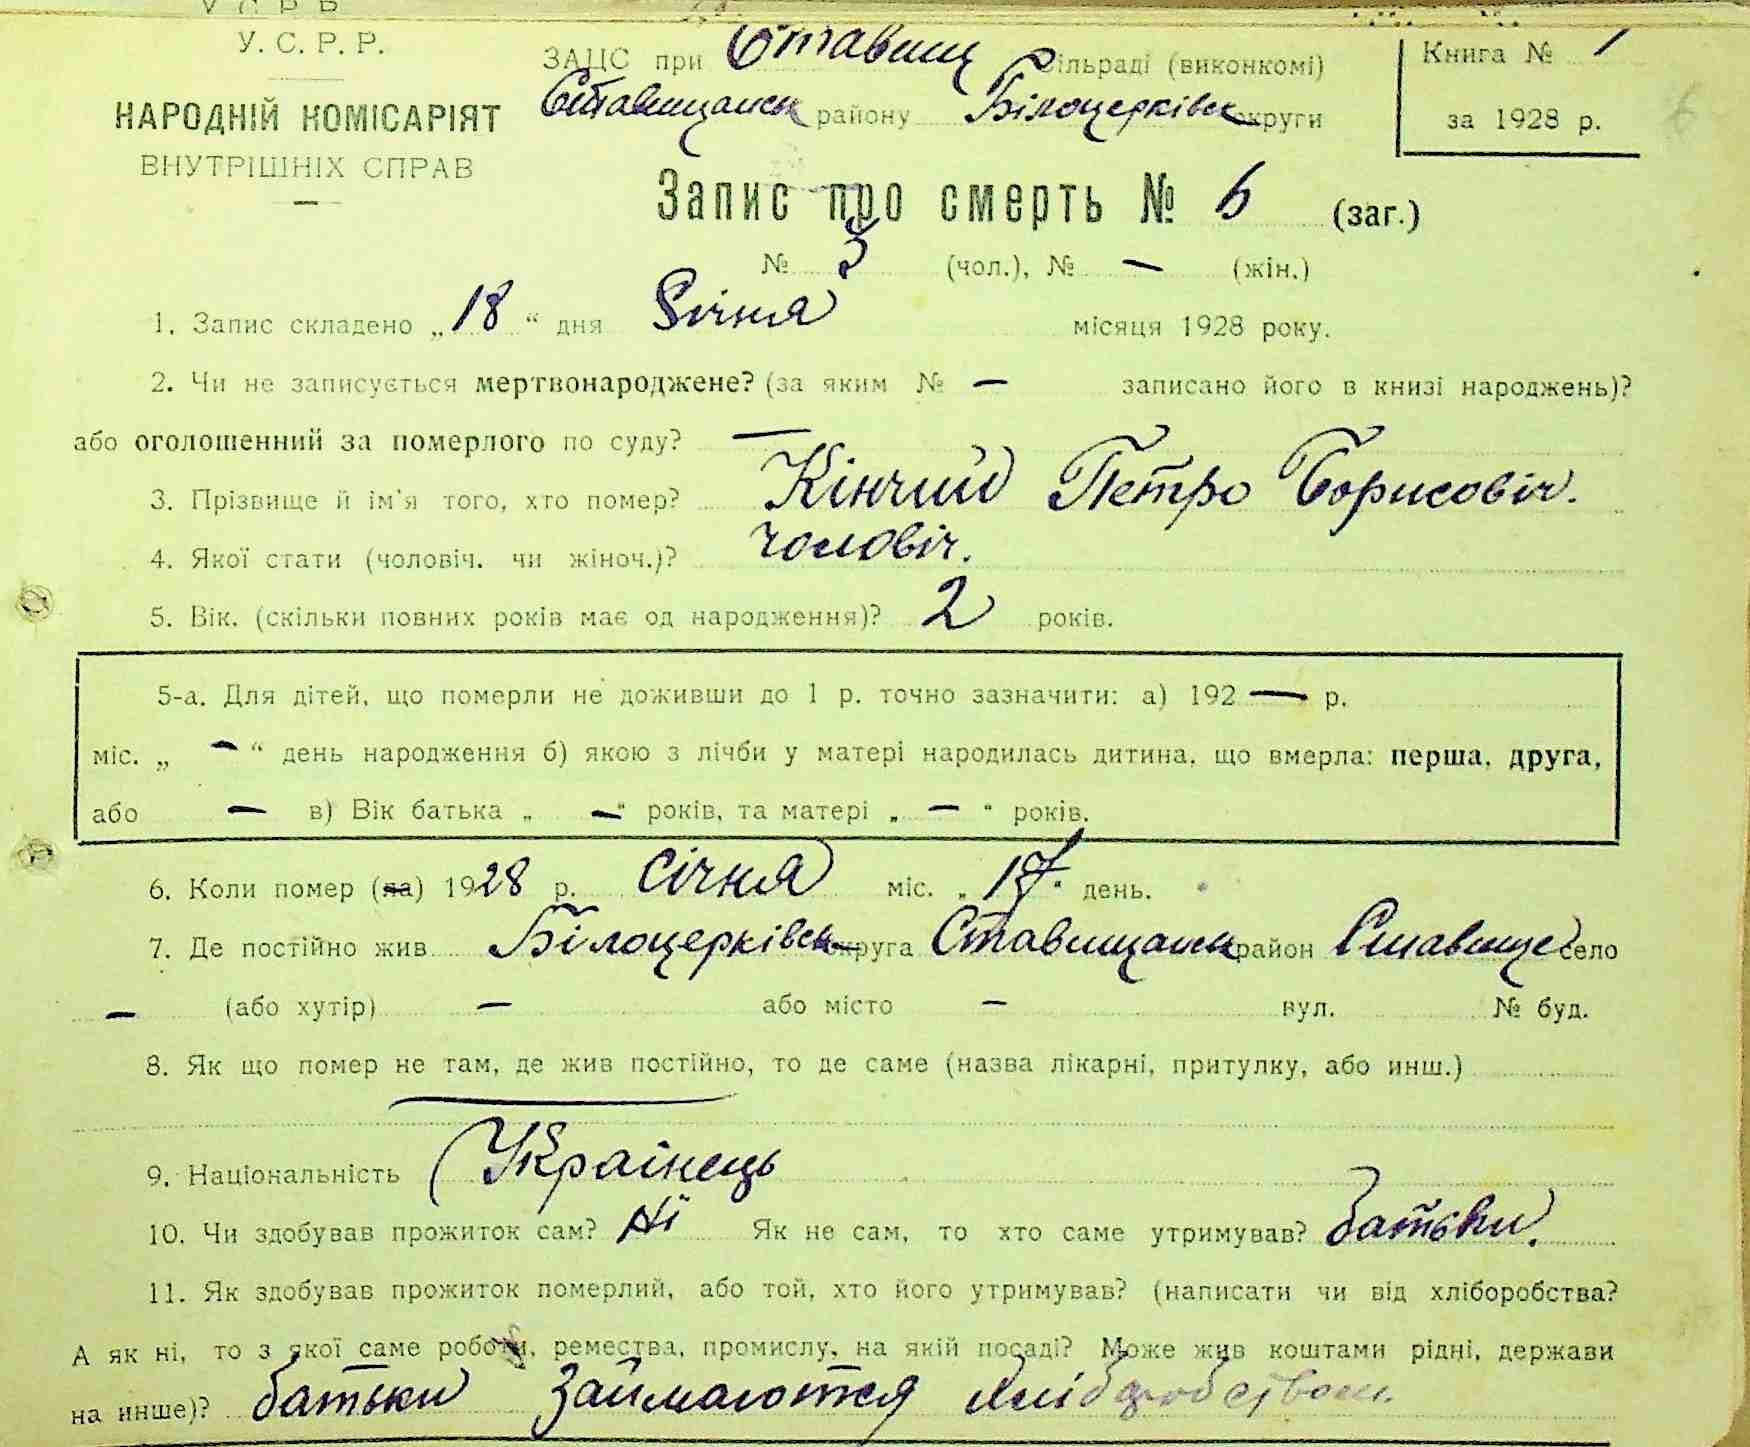 У. С. Р. Р.
НАРОДНІЙ КОМІСАРІЯТ
ВНУТРІШНІХ СПРАВ
ЗАЦС при Ставищ Сільраді (виконкомі)
Ставищанськ району Білоцерківськ округи
Книга № 1
за 1928 р.
6
Запис про смерть № 6 (заг.)
№ 3 (чол.), № — (жін.)
1. Запис складено „18“ дня Січня місяця 1928 року.
2. Чи не записується мертвонароджене? (за яким № — записано його в книзі народжень)?
або оголошенний за померлого по суду? —
3. Прізвище й ім'я того, хто помер? Кінчий Петро Борисовіч.
4. Якої стати (чоловіч. чи жіноч.)? чоловіч.
5. Вік. (скільки повних років має од народження)? 2 років.
5-а. Для дітей, що померли не доживши до 1 р. точно зазначити: а) 192 — р.
міс. „ — “ день народження б) якою з лічби у матері народилась дитина, що вмерла: перша, друга,
або — в) Вік батька „ — “ років, та матері „ — “ років.
6. Коли помер (ла) 1928 р. січня міс. „17“ день.
7. Де постійно жив Білоцерківськ округа Ставищанськ район Ставище село
— (або хутір) — або місто — вул. № буд.
8. Як що помер не там, де жив постійно, то де саме (назва лікарні, притулку, або инш.)
—
9. Національність Українець
10. Чи здобував прожиток сам? Ні Як не сам, то хто саме утримував? батьки.
11. Як здобував прожиток померлий, або той, хто його утримував? (написати чи від хліборобства?
А як ні, то з якої саме роботи, ремества, промислу, на якій посаді? Може жив коштами рідні, держави
на инше)? батьки займаются хліборобством.